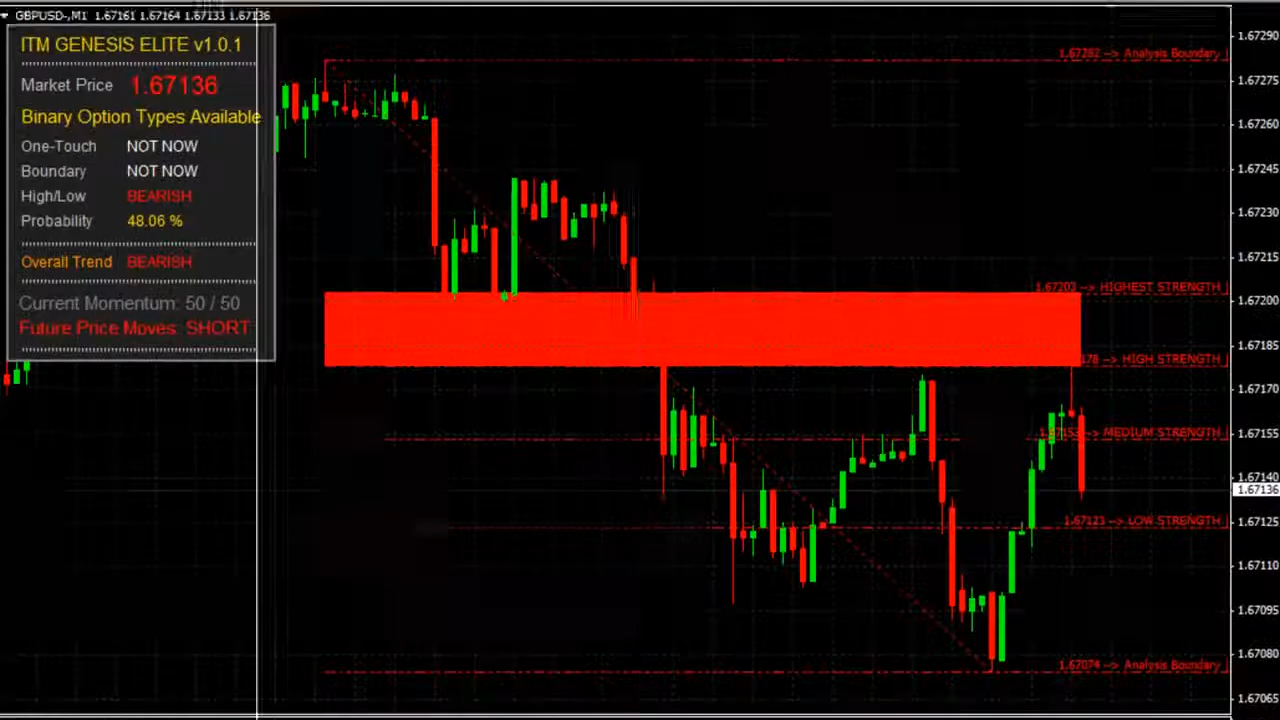 GBPUSD-,M1 1.67161 1.67164 1.67133 1.67136
ITM GENESIS ELITE v1.0.1
Market Price 1.67136
Binary Option Types Available
One-Touch NOT NOW
Boundary NOT NOW
High/Low BEARISH
Probability 48.06 %
Overall Trend BEARISH
Current Momentum: 50 / 50
Future Price Moves: SHORT
1.67282 --> Analysis Boundary
1.67203 --> HIGHEST STRENGTH
178 --> HIGH STRENGTH
1.67153 --> MEDIUM STRENGTH
1.67123 --> LOW STRENGTH
1.67074 --> Analysis Boundary
1.67290
1.67275
1.67260
1.67245
1.67230
1.67215
1.67200
1.67185
1.67170
1.67155
1.67140
1.67136
1.67125
1.67110
1.67095
1.67080
1.67065